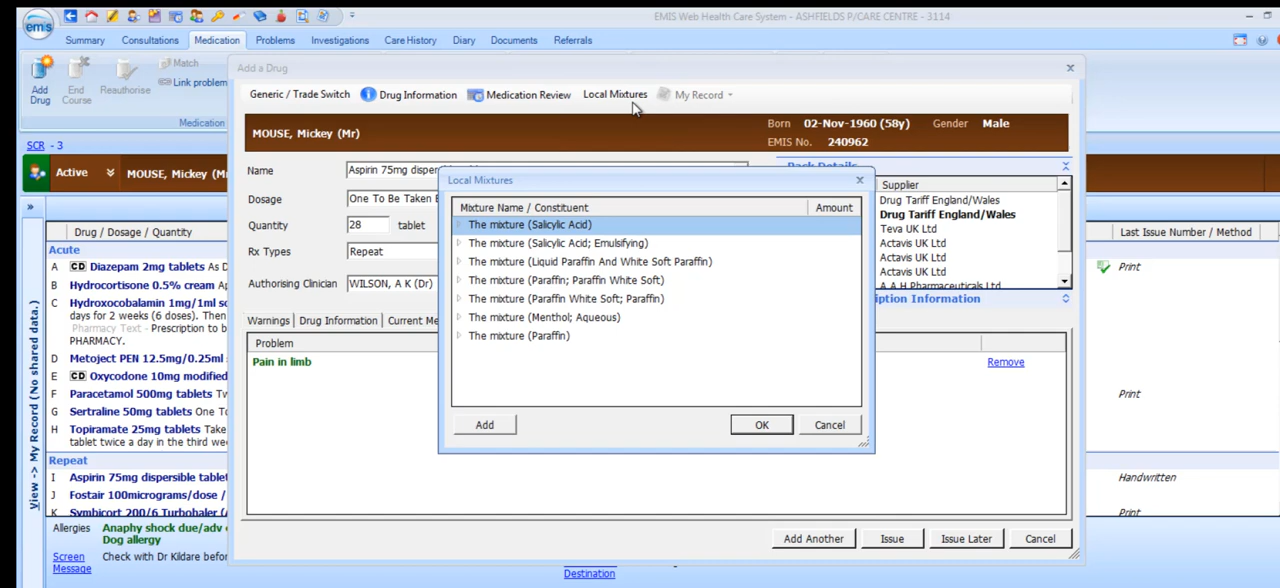 EMIS Web Health Care System - ASHFIELDS P/CARE CENTRE - 3114
emis
Summary Consultations Medication Problems Investigations Care History Diary Documents Referrals
Add Drug
End Course
Reauthorise
Match
Link problem
Medication
Add a Drug
Generic / Trade Switch Drug Information Medication Review Local Mixtures My Record
MOUSE, Mickey (Mr)
Born 02-Nov-1960 (58y) Gender Male
EMIS No. 240962
SCR - 3
Active MOUSE, Mickey (M
Name Aspirin 75mg disper
Dosage One To Be Taken
Quantity 28 tablet
Rx Types Repeat
Authorising Clinician WILSON, A K (Dr)
Pack Details
Supplier
Drug Tariff England/Wales
Drug Tariff England/Wales
Teva UK Ltd
Actavis UK Ltd
Actavis UK Ltd
Actavis UK Ltd
A A H Pharmaceuticals Ltd
iption Information
Warnings Drug Information Current Me
Problem
Pain in limb
Remove
Local Mixtures
Mixture Name / Constituent Amount
The mixture (Salicylic Acid)
The mixture (Salicylic Acid; Emulsifying)
The mixture (Liquid Paraffin And White Soft Paraffin)
The mixture (Paraffin; Paraffin White Soft)
The mixture (Paraffin White Soft; Paraffin)
The mixture (Menthol; Aqueous)
The mixture (Paraffin)
Add OK Cancel
Add Another Issue Issue Later Cancel
View -> My Record (No shared data.)
Drug / Dosage / Quantity
Acute
A CD Diazepam 2mg tablets As D
B Hydrocortisone 0.5% cream Ap
C Hydroxocobalamin 1mg/1ml s
days for 2 weeks (6 doses). Then
Pharmacy Text - Prescription to b
PHARMACY.
D Metoject PEN 12.5mg/0.25ml
E CD Oxycodone 10mg modified
F Paracetamol 500mg tablets Tw
G Sertraline 50mg tablets One To
H Topiramate 25mg tablets Take
tablet twice a day in the third we
Repeat
I Aspirin 75mg dispersible tablet
J Fostair 100micrograms/dose /
K Symbicort 200/6 Turbohaler (
Last Issue Number / Method
Print
Print
Handwritten
Print
Allergies Anaphy shock due/adv
Dog allergy
Screen Message
Check with Dr Kildare befor
Destination